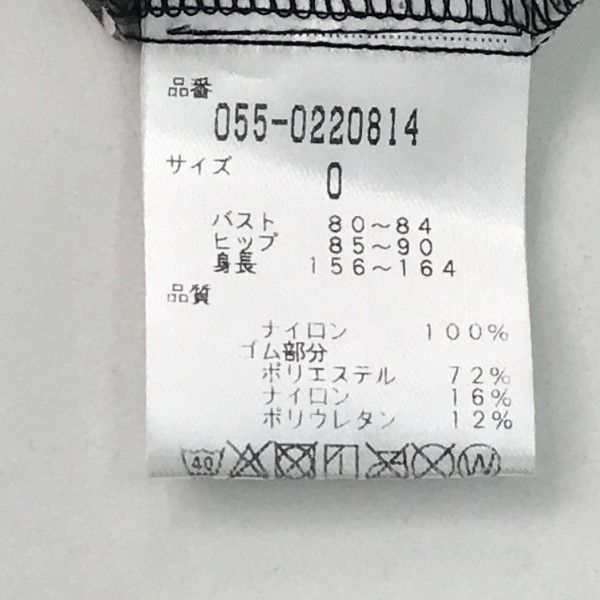 品番
055-0220814
サイズ
0
バスト 80~84
ヒップ 85~90
身長 156~164
品質
ナイロン 100%
ゴム部分
ポリエステル 72%
ナイロン 16%
ポリウレタン 12%
40 W